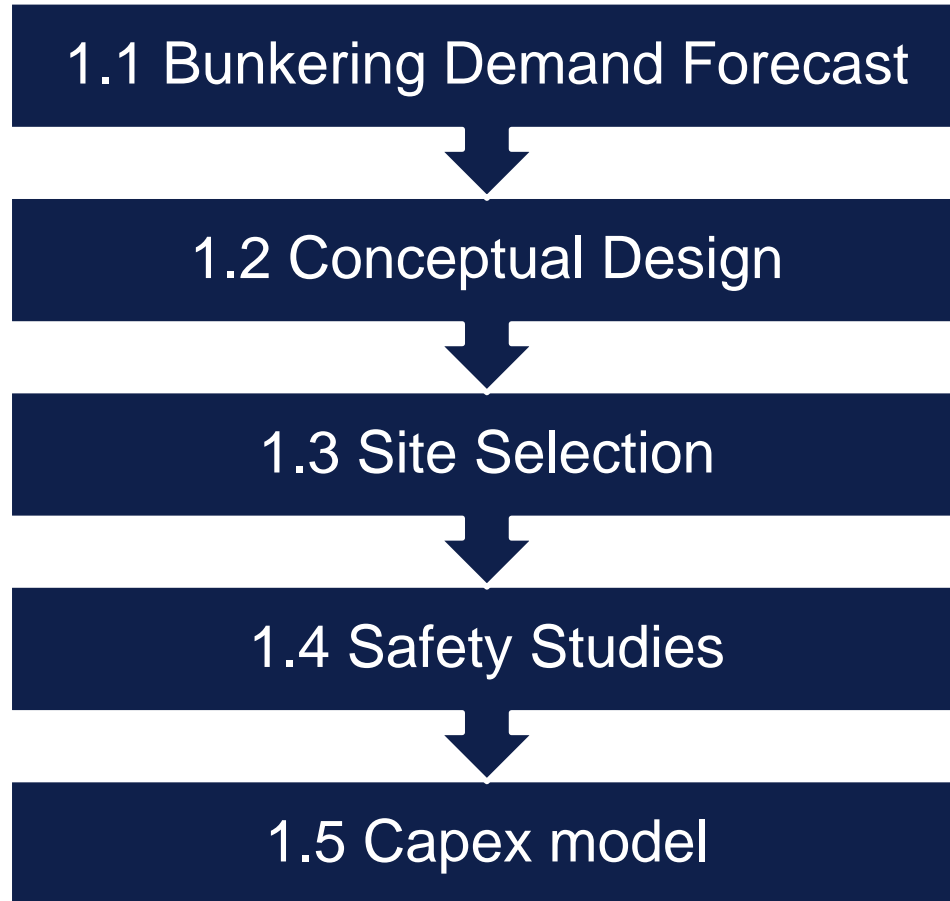 1.1 Bunkering Demand Forecast
1.2 Conceptual Design
1.3 Site Selection
1.4 Safety Studies
1.5 Capex model